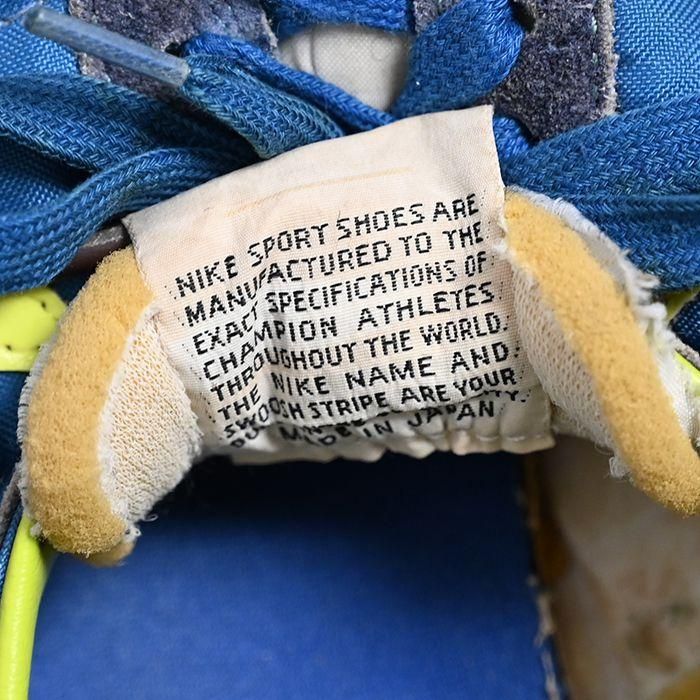 NIKE SPORT SHOES ARE
MANUFACTURED TO THE
EXACT SPECIFICATIONS OF
CHAMPION ATHLETES
THROUGHOUT THE WORLD.
THE NIKE NAME AND
SWOOSH STRIPE ARE YOUR
MADE IN JAPAN